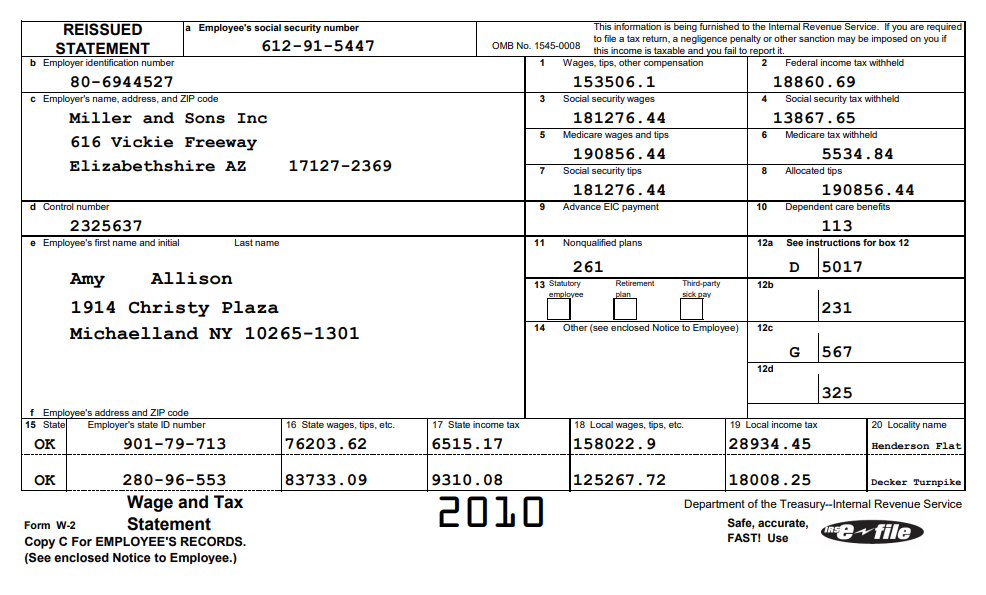 REISSUED STATEMENT
a Employee's social security number
612-91-5447
OMB No. 1545-0008
This information is being furnished to the Internal Revenue Service. If you are required
to file a tax return, a negligence penalty or other sanction may be imposed on you if
this income is taxable and you fail to report it.
b Employer identification number
80-6944527
1 Wages, tips, other compensation
153506.1
2 Federal income tax withheld
18860.69
c Employer's name, address, and ZIP code
Miller and Sons Inc
616 Vickie Freeway
Elizabethshire AZ 17127-2369
3 Social security wages
181276.44
4 Social security tax withheld
13867.65
5 Medicare wages and tips
190856.44
6 Medicare tax withheld
5534.84
7 Social security tips
181276.44
8 Allocated tips
190856.44
d Control number
2325637
9 Advance EIC payment
10 Dependent care benefits
113
e Employee's first name and initial Last name
Amy Allison
1914 Christy Plaza
Michaelland NY 10265-1301
11 Nonqualified plans
261
12a See instructions for box 12
D 5017
13 Statutory employee Retirement plan Third-party sick pay
12b
231
14 Other (see enclosed Notice to Employee)
12c
G 567
12d
325
f Employee's address and ZIP code
15 State Employer's state ID number 16 State wages, tips, etc. 17 State income tax 18 Local wages, tips, etc. 19 Local income tax 20 Locality name
OK 901-79-713 76203.62 6515.17 158022.9 28934.45 Henderson Flat
OK 280-96-553 83733.09 9310.08 125267.72 18008.25 Decker Turnpike
Form W-2 Wage and Tax Statement
2010
Department of the Treasury--Internal Revenue Service
Copy C For EMPLOYEE'S RECORDS.
(See enclosed Notice to Employee.)
Safe, accurate,
FAST! Use
IRS e file